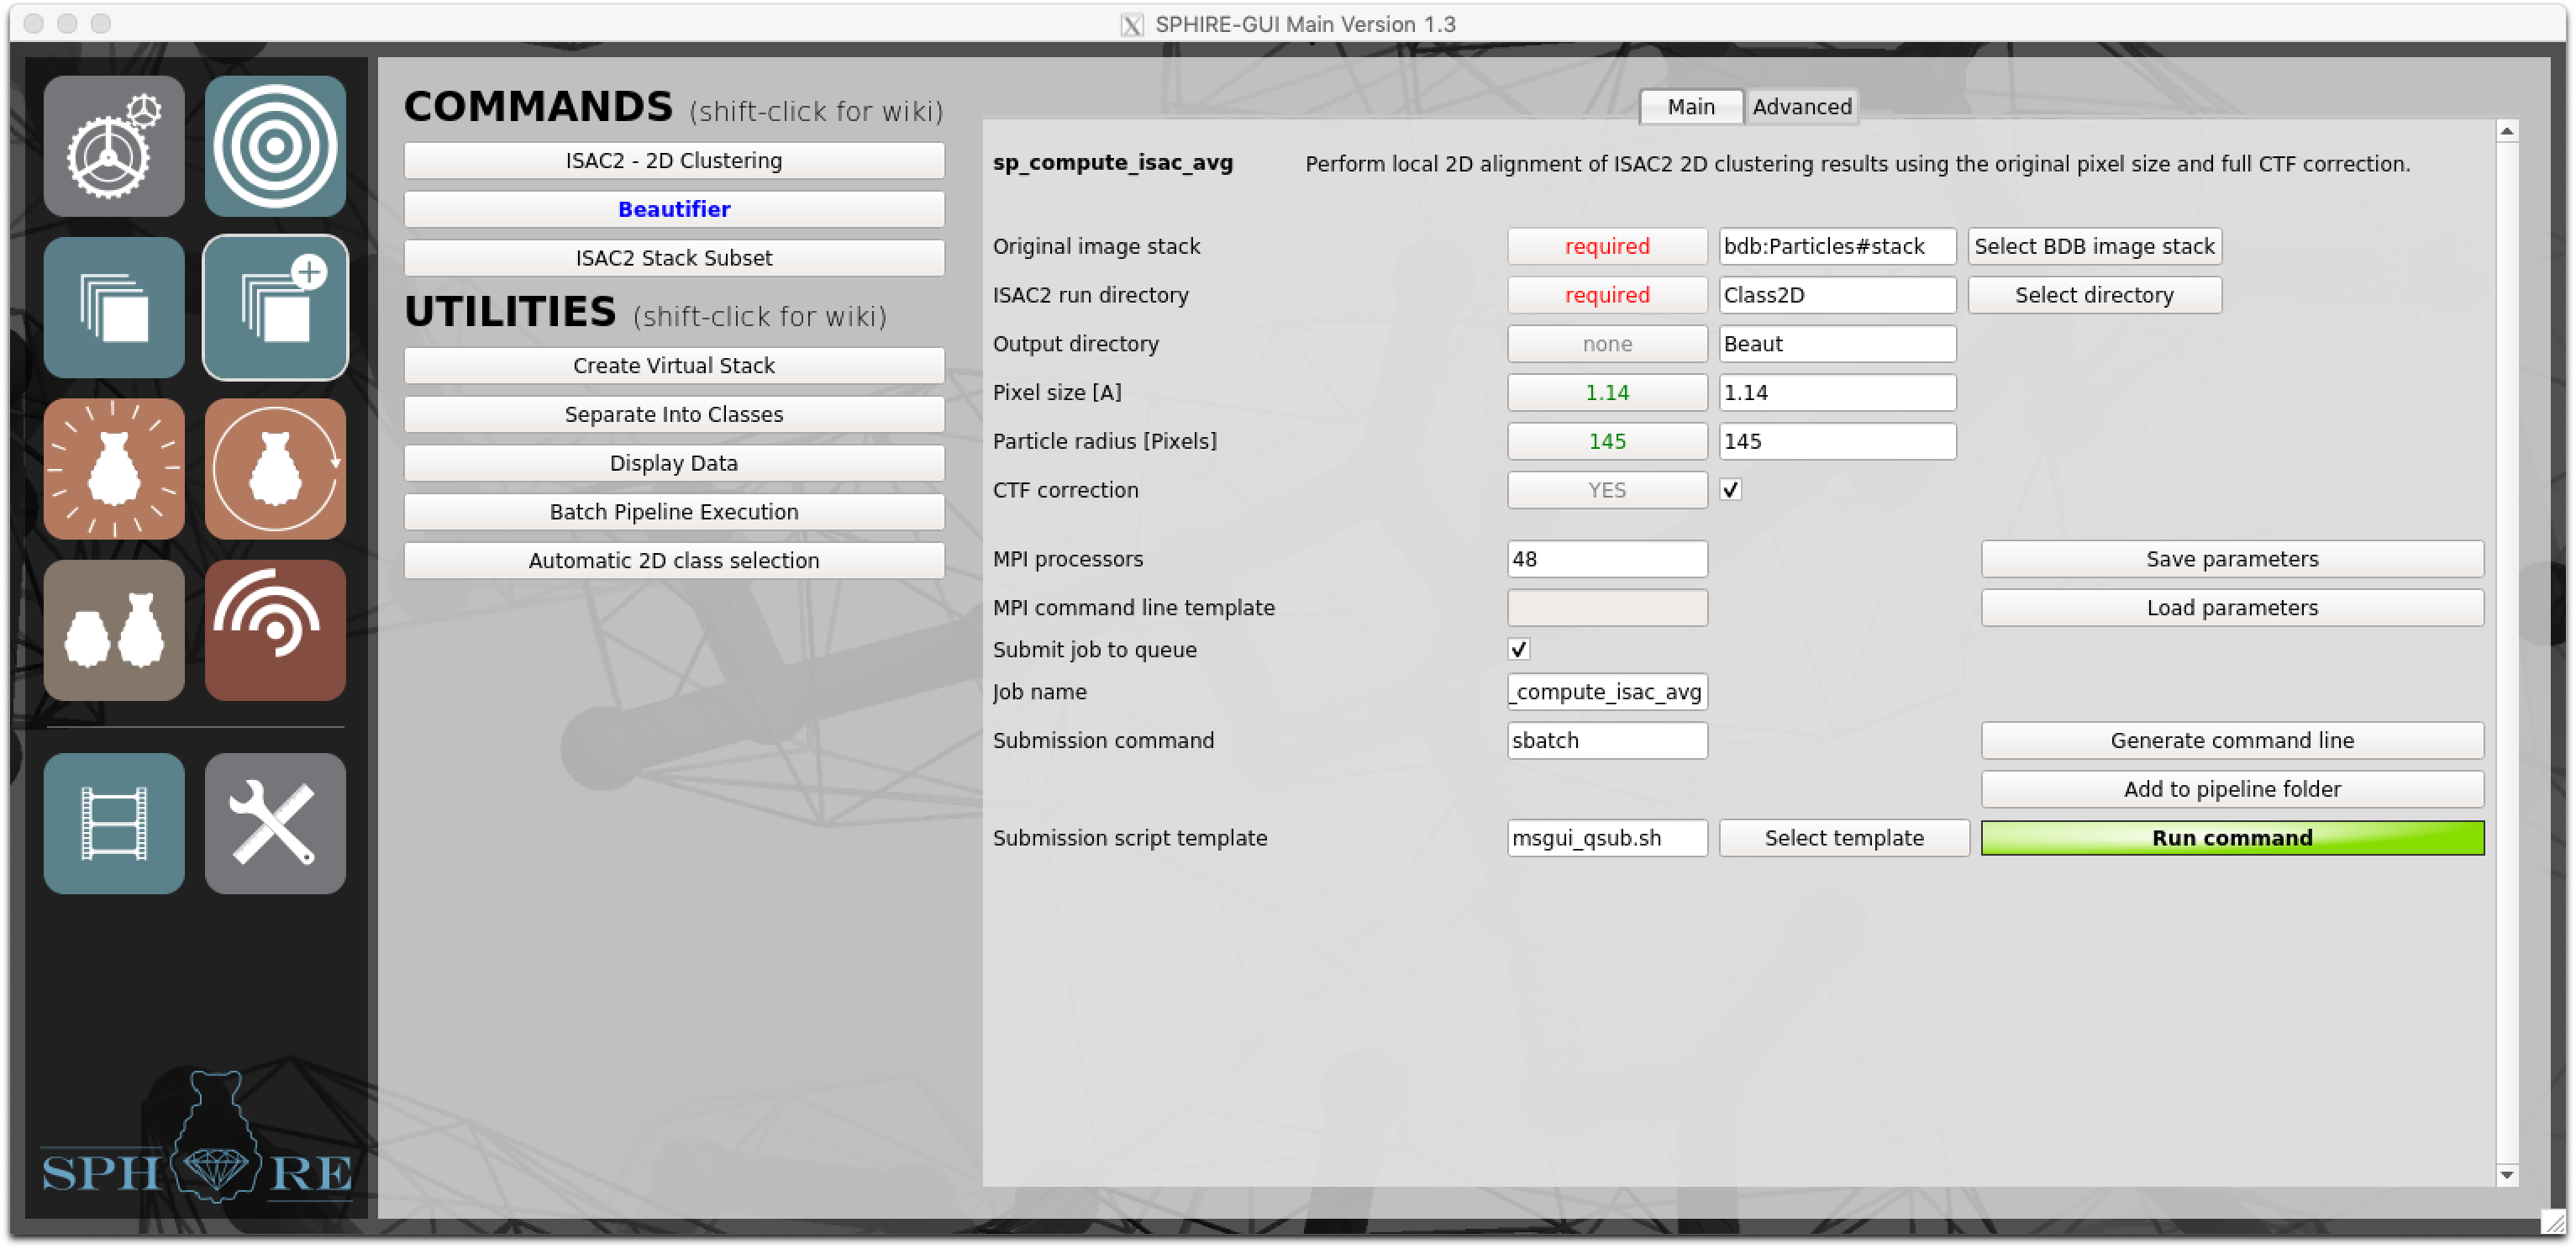 SPHIRE-GUI Main Version 1.3
COMMANDS (shift-click for wiki)
ISAC2 - 2D Clustering
Beautifier
ISAC2 Stack Subset
UTILITIES (shift-click for wiki)
Create Virtual Stack
Separate Into Classes
Display Data
Batch Pipeline Execution
Automatic 2D class selection
Main Advanced
sp_compute_isac_avg Perform local 2D alignment of ISAC2 2D clustering results using the original pixel size and full CTF correction.
Original image stack required bdb:Particles#stack Select BDB image stack
ISAC2 run directory required Class2D Select directory
Output directory none Beaut
Pixel size [A] 1.14 1.14
Particle radius [Pixels] 145 145
CTF correction YES
MPI processors 48 Save parameters
MPI command line template Load parameters
Submit job to queue
Job name _compute_isac_avg
Submission command sbatch Generate command line
Add to pipeline folder
Submission script template msgui_qsub.sh Select template Run command
SPHIRE